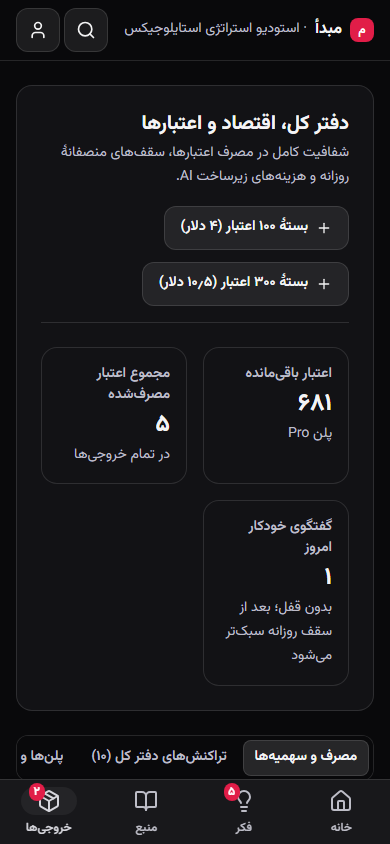 م مبدأ · استودیو استراتژی استایلوجیکس
دفتر کل، اقتصاد و اعتبارها
شفافیت کامل در مصرف اعتبارها، سقف‌های منصفانهٔ
روزانه و هزینه‌های زیرساخت AI.
+ بستهٔ ۱۰۰ اعتبار (۴ دلار)
+ بستهٔ ۳۰۰ اعتبار (۱۰٫۵ دلار)
اعتبار باقی‌مانده
۶۸۱
پلن Pro
مجموع اعتبار
مصرف‌شده
۵
در تمام خروجی‌ها
گفتگوی خودکار
امروز
۱
بدون قفل؛ بعد از
سقف روزانه سبک‌تر
می‌شود
مصرف و سهمیه‌ها
تراکنش‌های دفتر کل (۱۰)
پلن‌ها و
خانه
۵
فکر
منبع
۲
خروجی‌ها